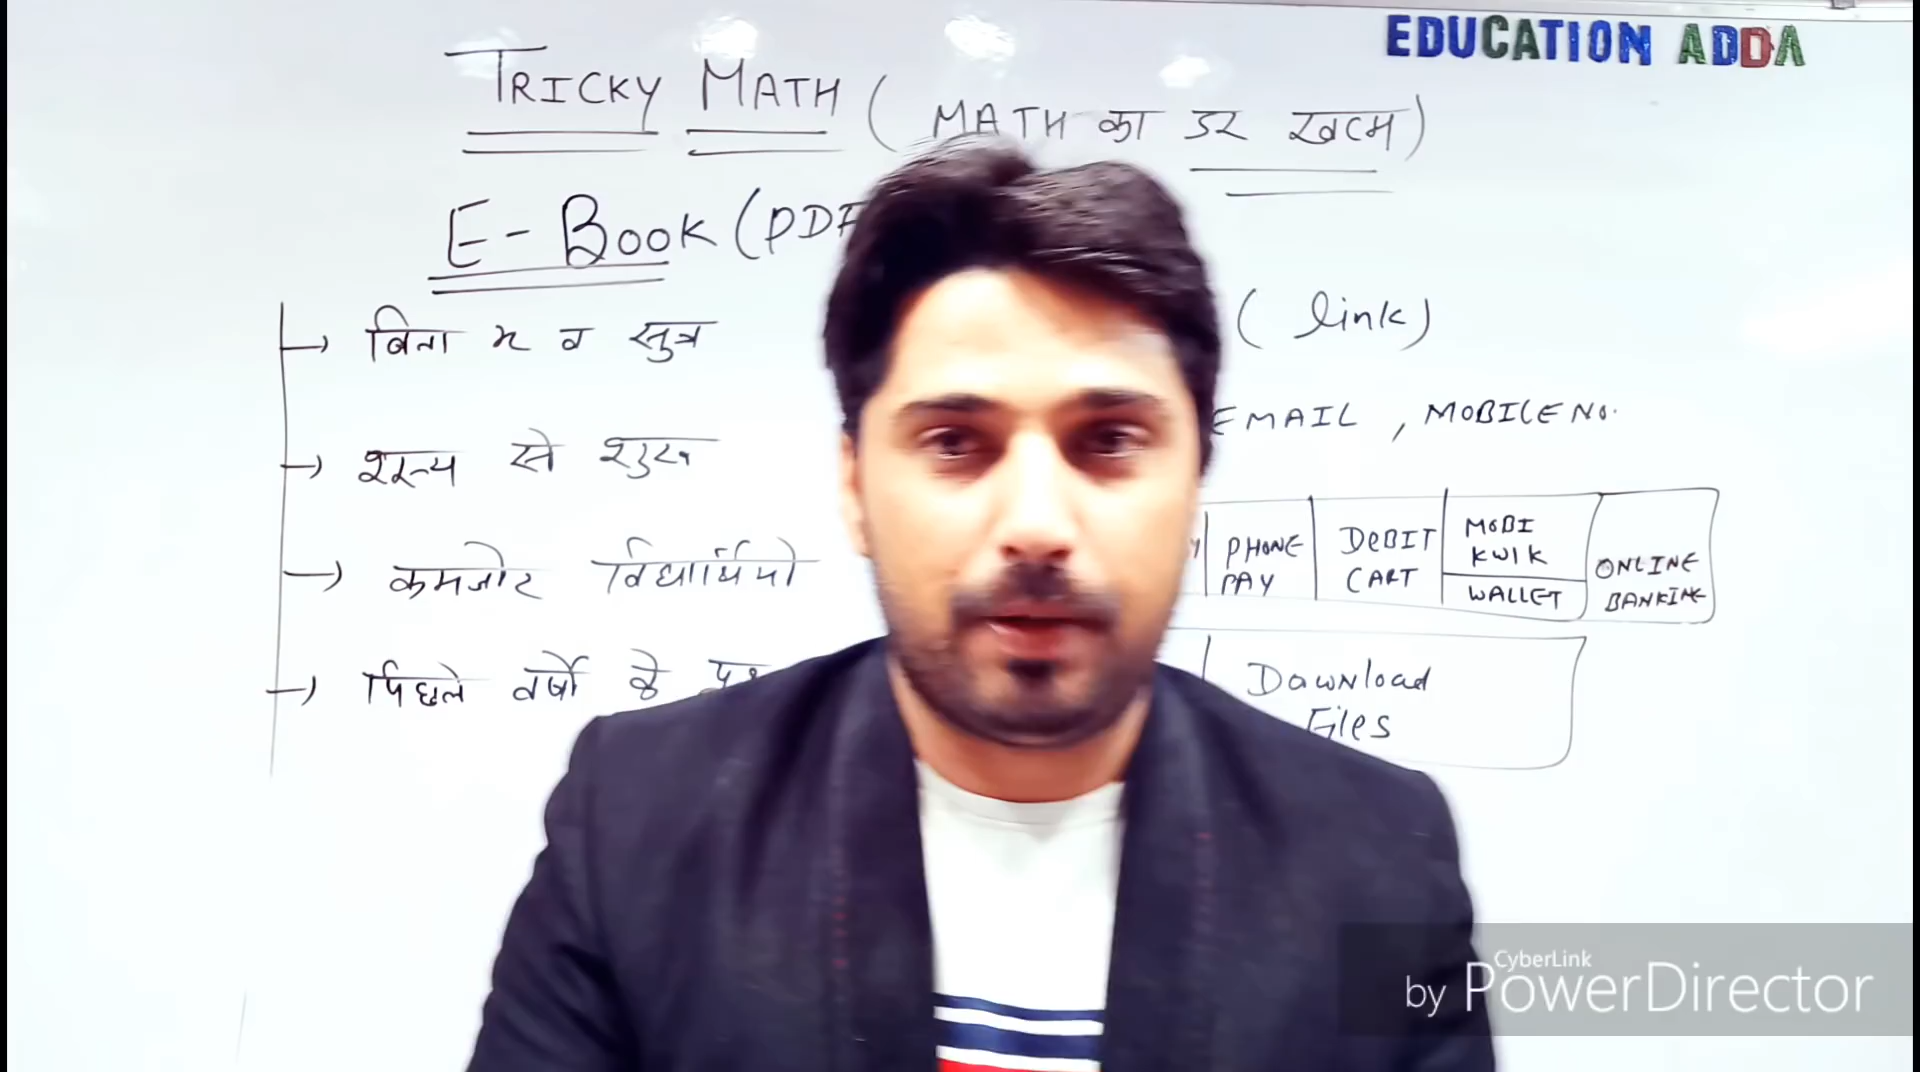 EDUCATION ADDA
TRICKY MATH ( MATH का डर खत्म )
E-BOOK (PDF
( link )
→ बिना x व सुत्र
EMAIL , MOBILE NO.
→ शून्य से शुरू
PHONE PAY
DEBIT CART
MOBI KWIK
WALLET
ONLINE BANKING
→ कमजोर विद्यार्थियो
→ पिछले वर्षो के
Download
Files
CyberLink
by PowerDirector